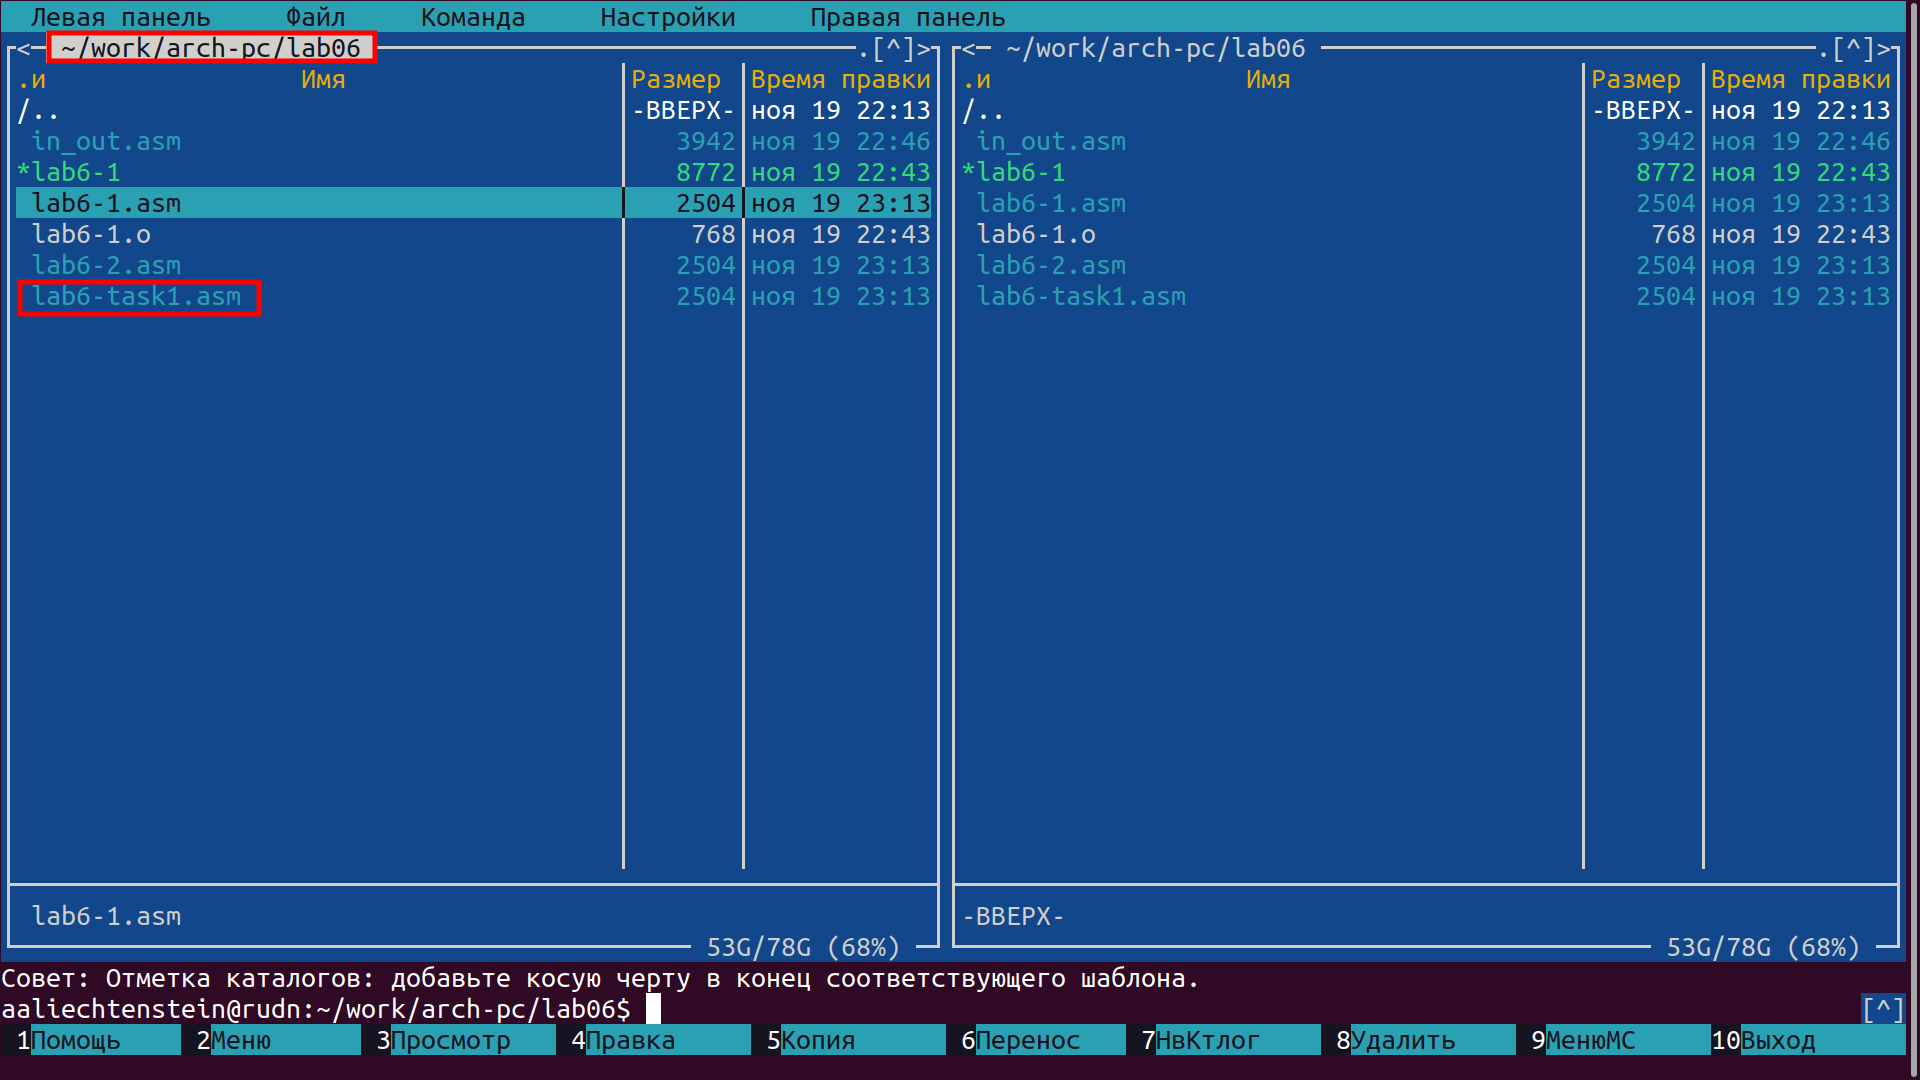 Левая панель Файл Команда Настройки Правая панель
<- ~/work/arch-pc/lab06 .[^]> <- ~/work/arch-pc/lab06 .[^]>
.и Имя Размер Время правки .и Имя Размер Время правки
/.. -ВВЕРХ- ноя 19 22:13 /.. -ВВЕРХ- ноя 19 22:13
in_out.asm 3942 ноя 19 22:46 in_out.asm 3942 ноя 19 22:46
*lab6-1 8772 ноя 19 22:43 *lab6-1 8772 ноя 19 22:43
lab6-1.asm 2504 ноя 19 23:13 lab6-1.asm 2504 ноя 19 23:13
lab6-1.o 768 ноя 19 22:43 lab6-1.o 768 ноя 19 22:43
lab6-2.asm 2504 ноя 19 23:13 lab6-2.asm 2504 ноя 19 23:13
lab6-task1.asm 2504 ноя 19 23:13 lab6-task1.asm 2504 ноя 19 23:13
lab6-1.asm -ВВЕРХ-
53G/78G (68%) 53G/78G (68%)
Совет: Отметка каталогов: добавьте косую черту в конец соответствующего шаблона.
aaliechtenstein@rudn:~/work/arch-pc/lab06$ [^]
1Помощь 2Меню 3Просмотр 4Правка 5Копия 6Перенос 7НвКтлог 8Удалить 9МенюМС 10Выход